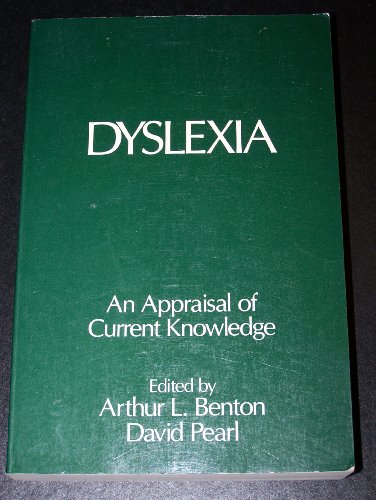 DYSLEXIA
An Appraisal of
Current Knowledge
Edited by
Arthur L. Benton
David Pearl